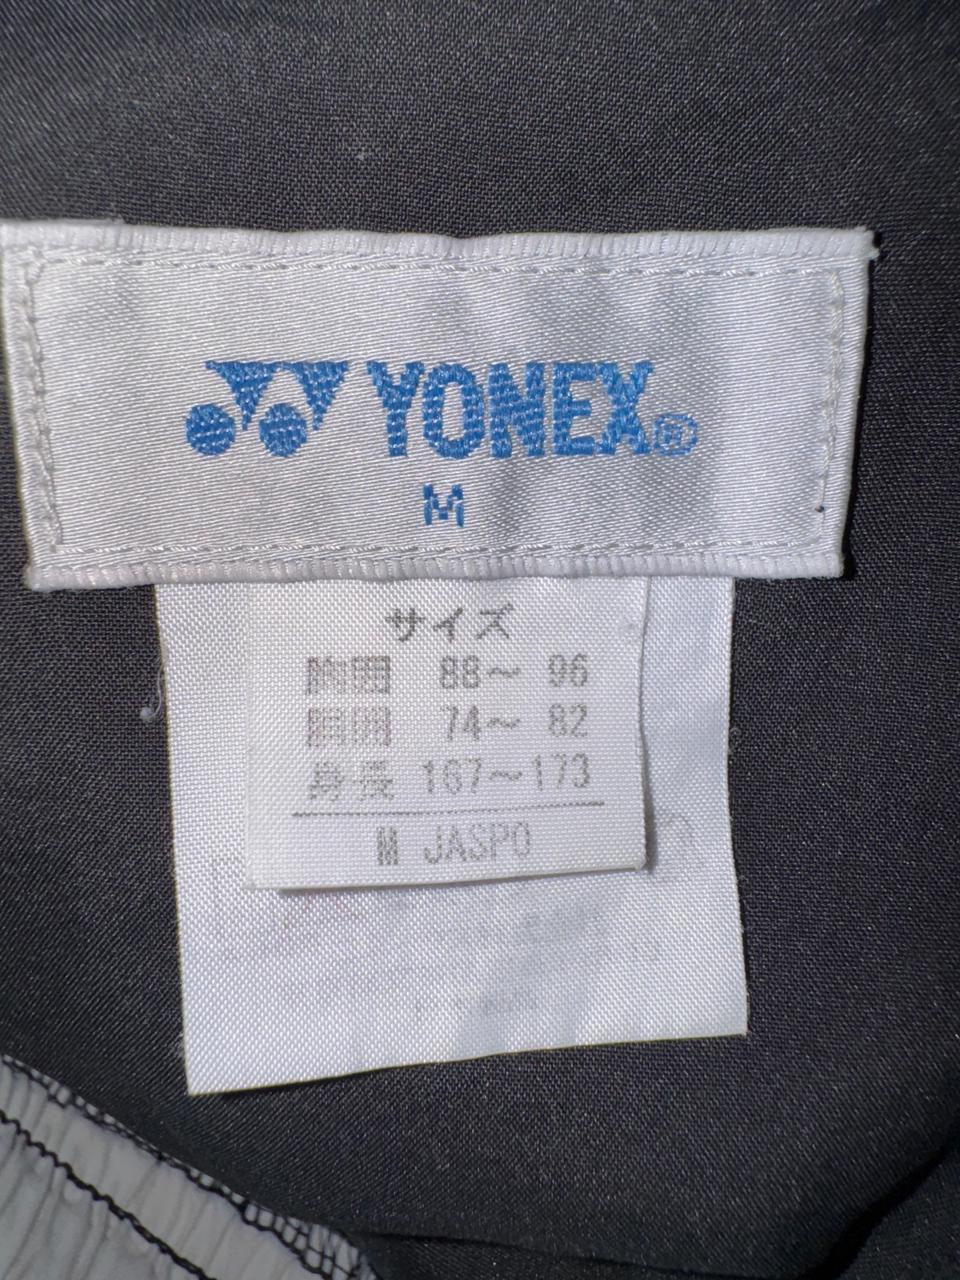 YONEX®
M
サイズ
胸囲 88～ 96
胴囲 74～ 82
身長 167～173
M JASPO